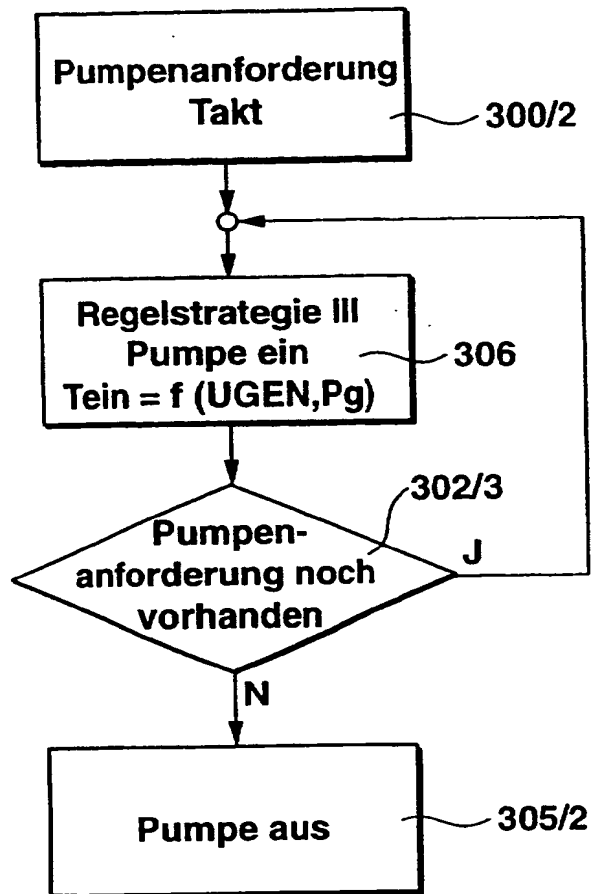 Pumpenanforderung
Takt
300/2
Regelstrategie III
Pumpe ein
Tein = f (UGEN,Pg)
306
302/3
Pumpen-
anforderung noch
vorhanden
J
N
Pumpe aus
305/2